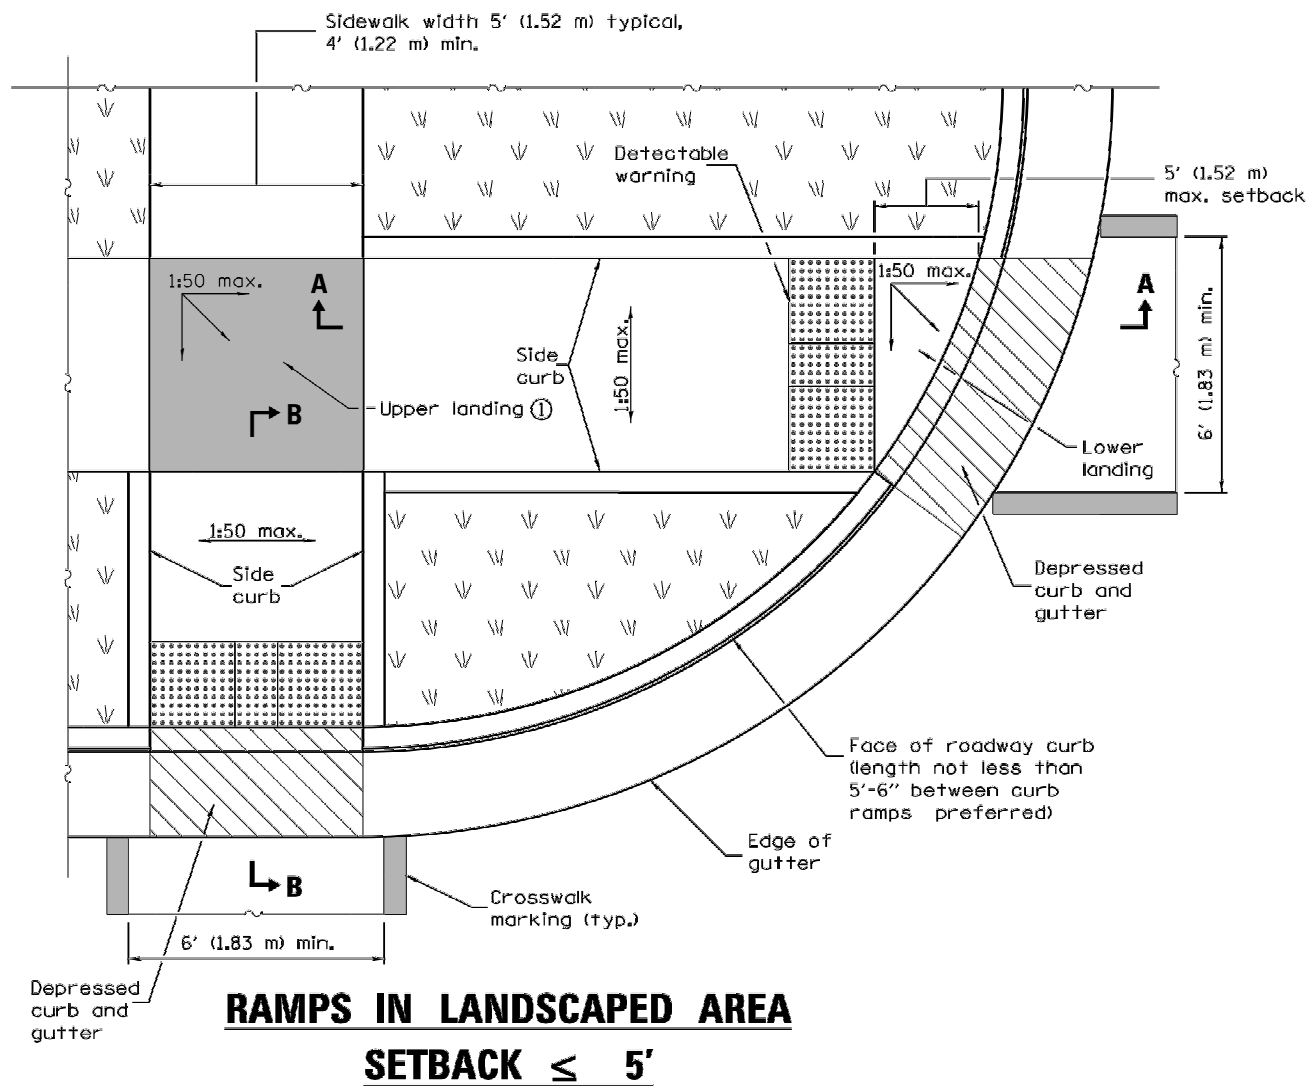 Sidewalk width 5' (1.52 m) typical,
4' (1.22 m) min.
Detectable
warning
5' (1.52 m)
max. setback
1:50 max.
A
1:50 max.
A
Side
curb
1:50 max.
6' (1.83 m) min.
B
Upper landing ①
Lower
landing
1:50 max.
Side
curb
Depressed
curb and
gutter
Face of roadway curb
(length not less than
5'-6" between curb
ramps preferred)
Edge of
gutter
B
Crosswalk
marking (typ.)
6' (1.83 m) min.
Depressed
curb and
gutter
RAMPS IN LANDSCAPED AREA
SETBACK ≤ 5'